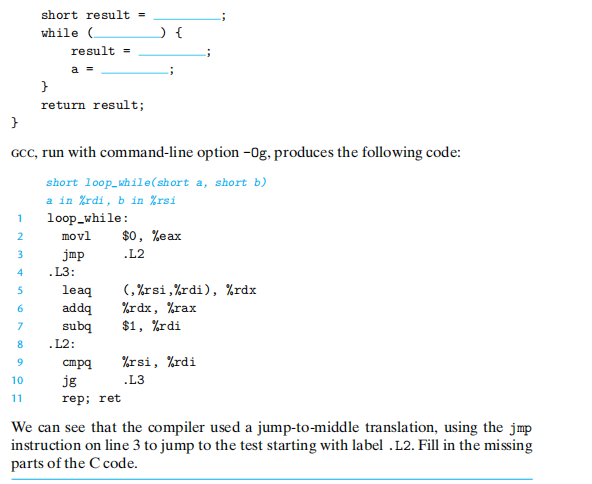 short result = ;
while ( ) {
result = ;
a = ;
}
return result;
}
GCC, run with command-line option -Og, produces the following code:
short loop_while(short a, short b)
a in %rdi, b in %rsi
1 loop_while:
2 movl $0, %eax
3 jmp .L2
4 .L3:
5 leaq (,%rsi,%rdi), %rdx
6 addq %rdx, %rax
7 subq $1, %rdi
8 .L2:
9 cmpq %rsi, %rdi
10 jg .L3
11 rep; ret
We can see that the compiler used a jump-to-middle translation, using the jmp
instruction on line 3 to jump to the test starting with label .L2. Fill in the missing
parts of the C code.